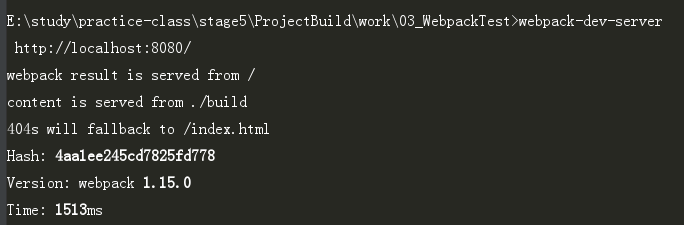 E:\study\practice-class\stage5\ProjectBuild\work\03_WebpackTest>webpack-dev-server
http://localhost:8080/
webpack result is served from /
content is served from ./build
404s will fallback to /index.html
Hash: 4aa1ee245cd7825fd778
Version: webpack 1.15.0
Time: 1513ms